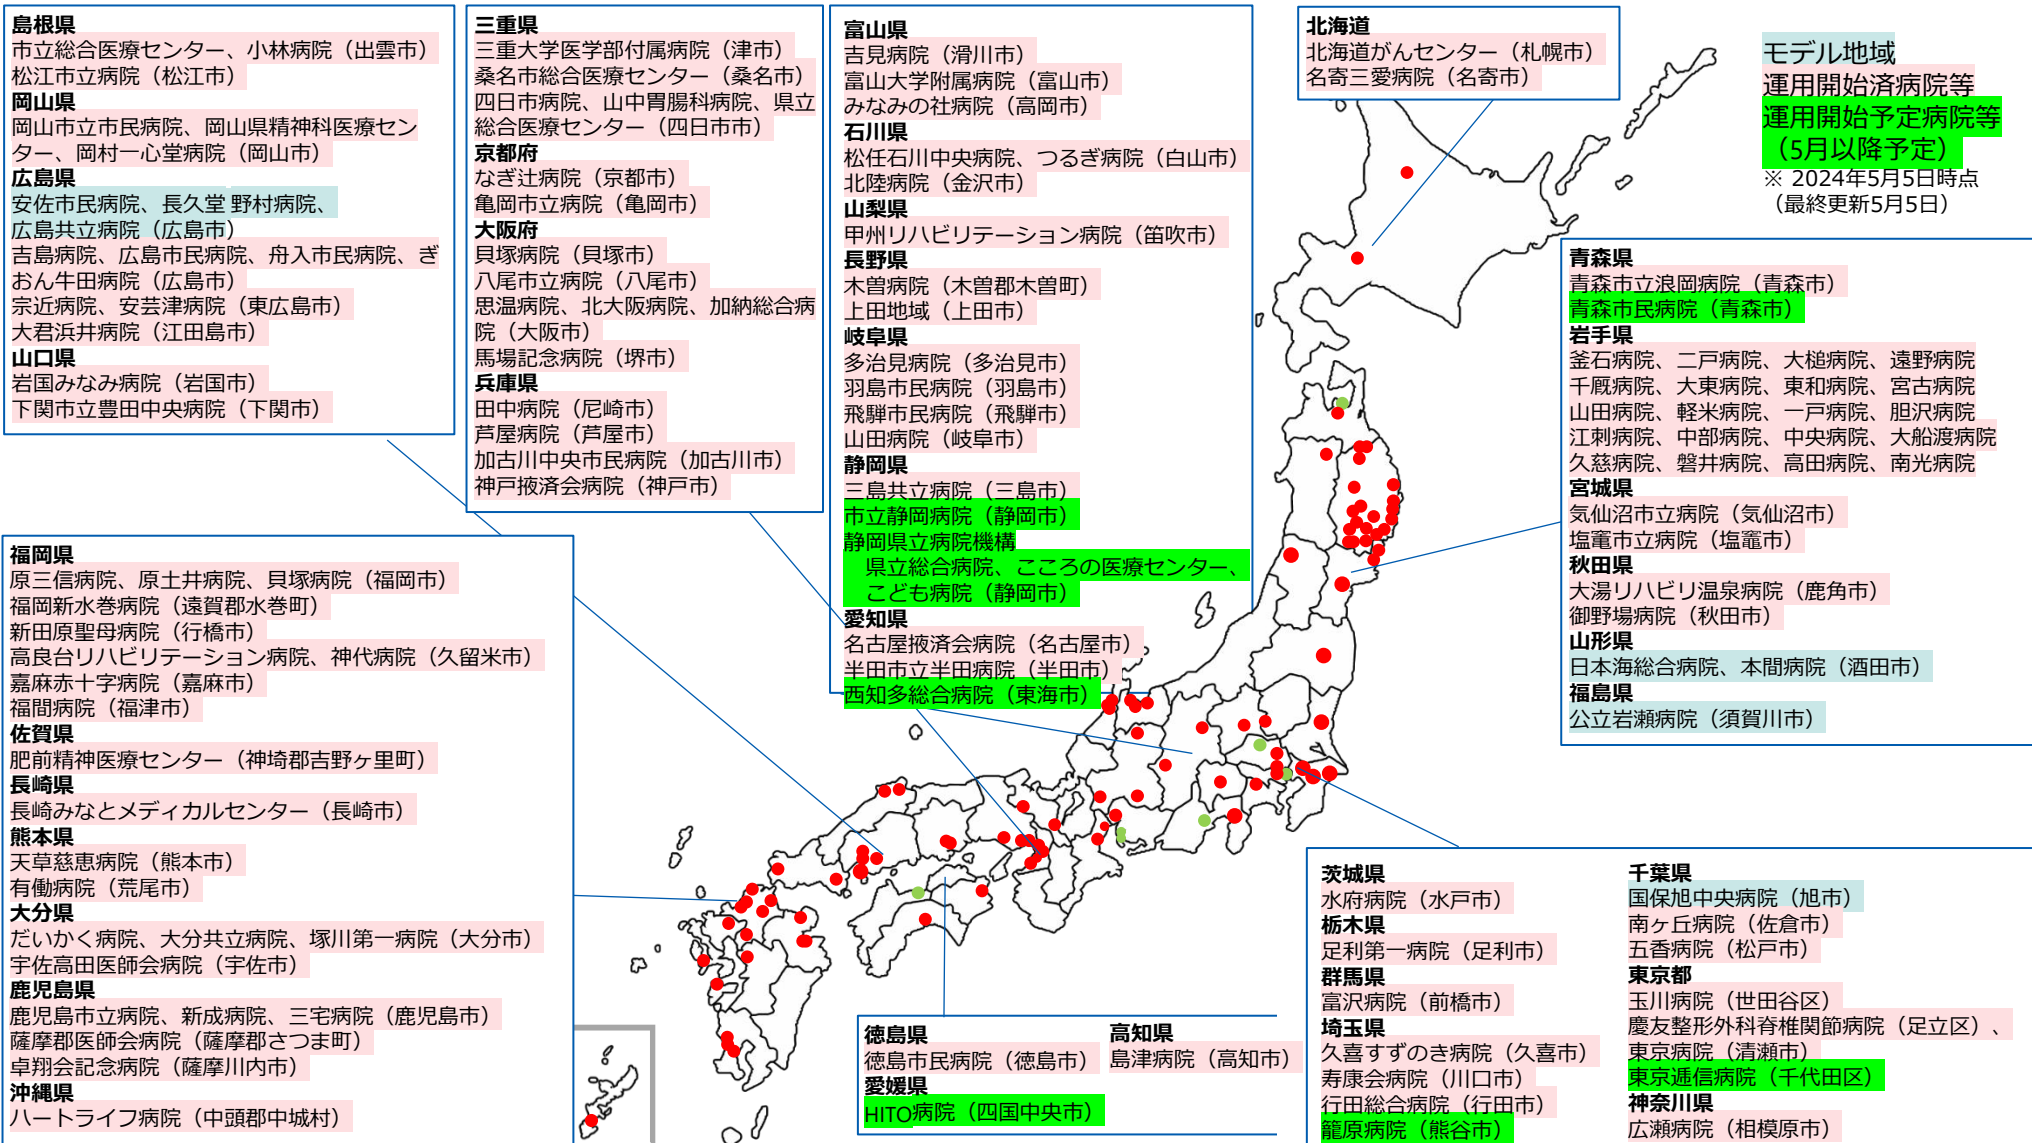 島根県
市立総合医療センター、小林病院（出雲市）
松江市立病院（松江市）
岡山県
岡山市立市民病院、岡山県精神科医療セン
ター、岡村一心堂病院（岡山市）
広島県
安佐市民病院、長久堂 野村病院、
広島共立病院（広島市）
吉島病院、広島市民病院、舟入市民病院、ぎ
おん牛田病院（広島市）
宗近病院、安芸津病院（東広島市）
大君浜井病院（江田島市）
山口県
岩国みなみ病院（岩国市）
下関市立豊田中央病院（下関市）
三重県
三重大学医学部付属病院（津市）
桑名市総合医療センター（桑名市）
四日市病院、山中胃腸科病院、県立
総合医療センター（四日市市）
京都府
なぎ辻病院（京都市）
亀岡市立病院（亀岡市）
大阪府
貝塚病院（貝塚市）
八尾市立病院（八尾市）
思温病院、北大阪病院、加納総合病
院（大阪市）
馬場記念病院（堺市）
兵庫県
田中病院（尼崎市）
芦屋病院（芦屋市）
加古川中央市民病院（加古川市）
神戸掖済会病院（神戸市）
富山県
吉見病院（滑川市）
富山大学附属病院（富山市）
みなみの社病院（高岡市）
石川県
松任石川中央病院、つるぎ病院（白山市）
北陸病院（金沢市）
山梨県
甲州リハビリテーション病院（笛吹市）
長野県
木曽病院（木曽郡木曽町）
上田地域（上田市）
岐阜県
多治見病院（多治見市）
羽島市民病院（羽島市）
飛騨市民病院（飛騨市）
山田病院（岐阜市）
静岡県
三島共立病院（三島市）
市立静岡病院（静岡市）
静岡県立病院機構
県立総合病院、こころの医療センター、
こども病院（静岡市）
愛知県
名古屋掖済会病院（名古屋市）
半田市立半田病院（半田市）
西知多総合病院（東海市）
北海道
北海道がんセンター（札幌市）
名寄三愛病院（名寄市）
モデル地域
運用開始済病院等
運用開始予定病院等
（5月以降予定）
※ 2024年5月5日時点
（最終更新5月5日）
青森県
青森市立浪岡病院（青森市）
青森市民病院（青森市）
岩手県
釜石病院、二戸病院、大槌病院、遠野病院
千厩病院、大東病院、東和病院、宮古病院
山田病院、軽米病院、一戸病院、胆沢病院
江刺病院、中部病院、中央病院、大船渡病院
久慈病院、磐井病院、高田病院、南光病院
宮城県
気仙沼市立病院（気仙沼市）
塩竈市立病院（塩竈市）
秋田県
大湯リハビリ温泉病院（鹿角市）
御野場病院（秋田市）
山形県
日本海総合病院、本間病院（酒田市）
福島県
公立岩瀬病院（須賀川市）
福岡県
原三信病院、原土井病院、貝塚病院（福岡市）
福岡新水巻病院（遠賀郡水巻町）
新田原聖母病院（行橋市）
高良台リハビリテーション病院、神代病院（久留米市）
嘉麻赤十字病院（嘉麻市）
福間病院（福津市）
佐賀県
肥前精神医療センター（神埼郡吉野ヶ里町）
長崎県
長崎みなとメディカルセンター（長崎市）
熊本県
天草慈恵病院（熊本市）
有働病院（荒尾市）
大分県
だいかく病院、大分共立病院、塚川第一病院（大分市）
宇佐高田医師会病院（宇佐市）
鹿児島県
鹿児島市立病院、新成病院、三宅病院（鹿児島市）
薩摩郡医師会病院（薩摩郡さつま町）
卓翔会記念病院（薩摩川内市）
沖縄県
ハートライフ病院（中頭郡中城村）
徳島県
徳島市民病院（徳島市）
愛媛県
HITO病院（四国中央市）
高知県
島津病院（高知市）
茨城県
水府病院（水戸市）
栃木県
足利第一病院（足利市）
群馬県
富沢病院（前橋市）
埼玉県
久喜すずのき病院（久喜市）
寿康会病院（川口市）
行田総合病院（行田市）
籠原病院（熊谷市）
千葉県
国保旭中央病院（旭市）
南ヶ丘病院（佐倉市）
五香病院（松戸市）
東京都
玉川病院（世田谷区）
慶友整形外科脊椎関節病院（足立区）、
東京病院（清瀬市）
東京逓信病院（千代田区）
神奈川県
広瀬病院（相模原市）